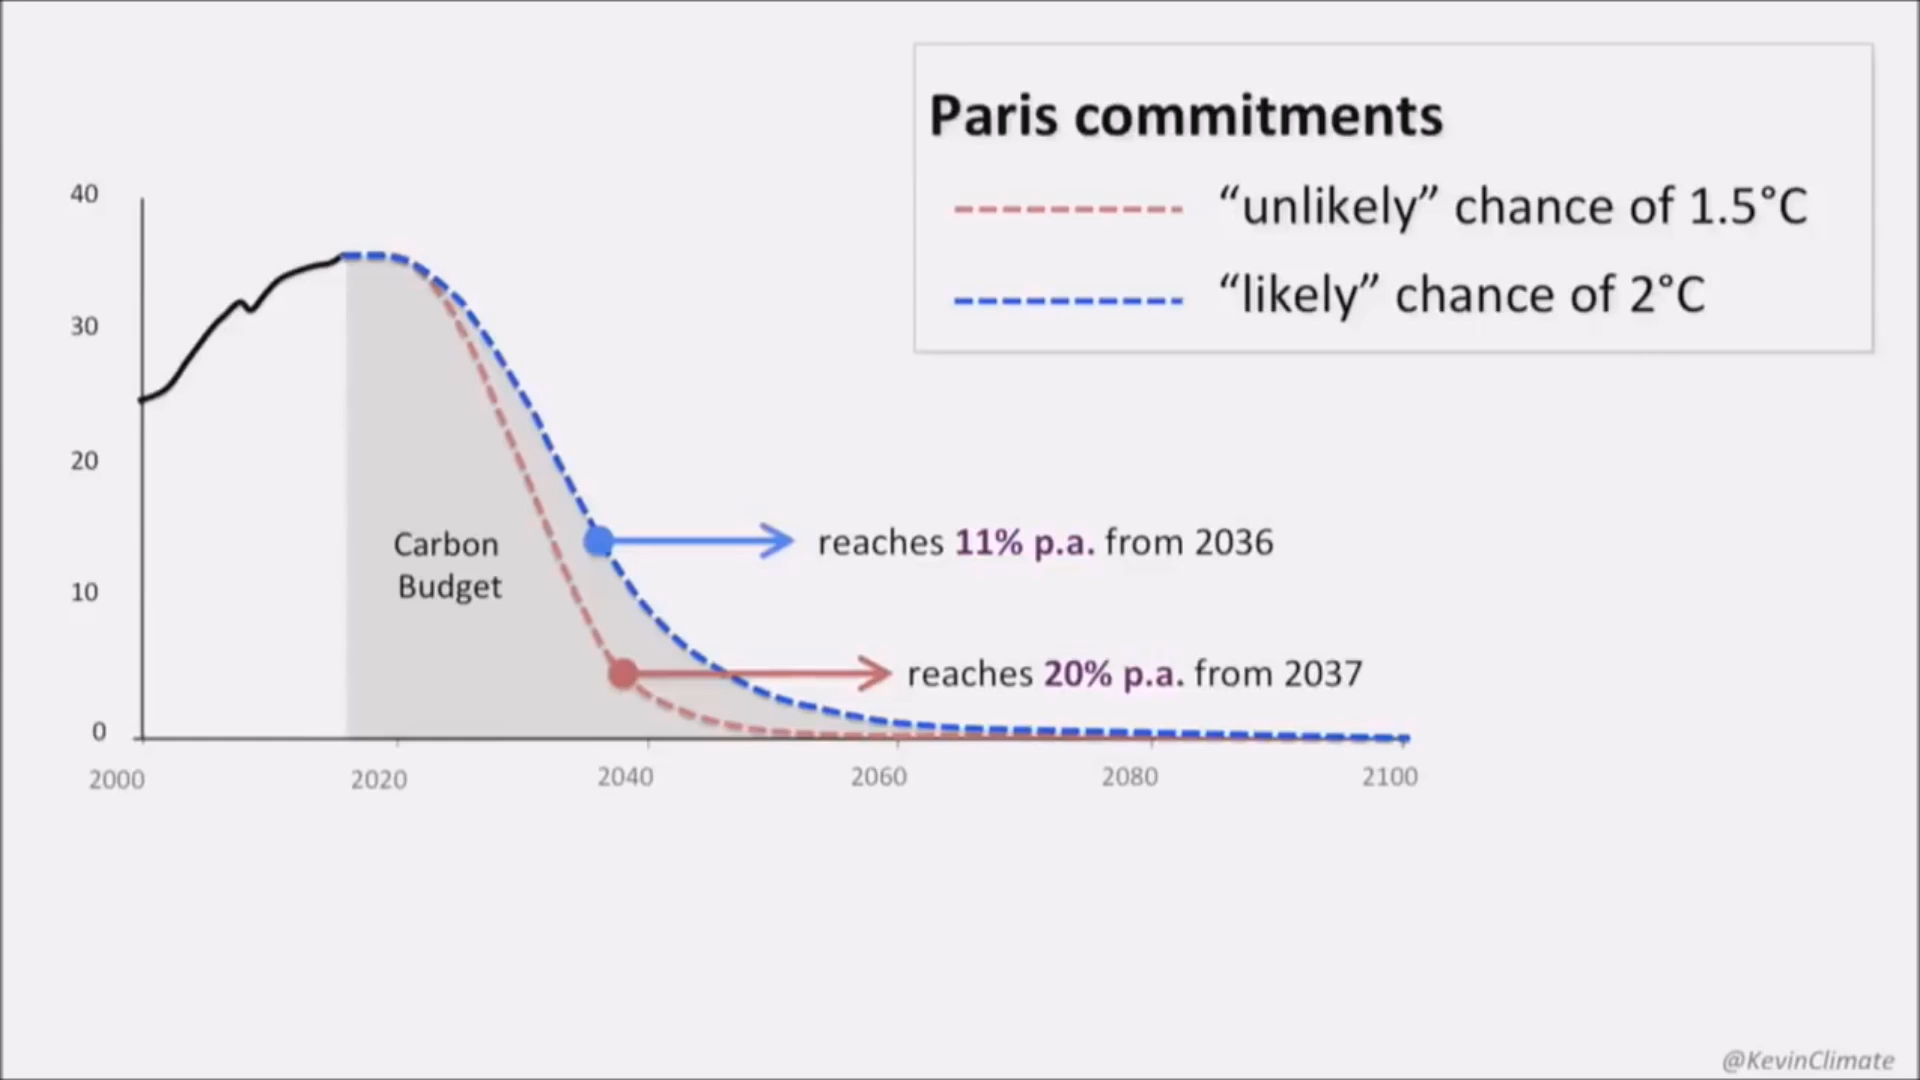 Paris commitments
“unlikely” chance of 1.5°C
“likely” chance of 2°C
40
30
20
10
0
Carbon
Budget
reaches 11% p.a. from 2036
reaches 20% p.a. from 2037
2000 2020 2040 2060 2080 2100
@KevinClimate